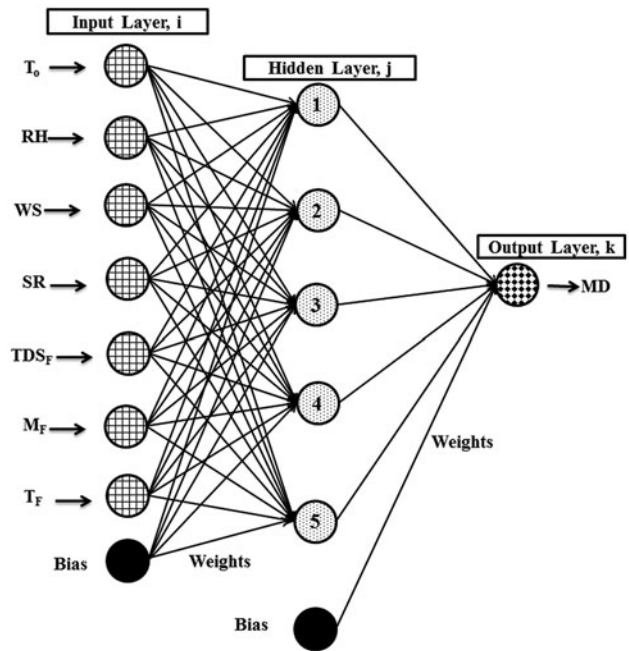 Input Layer, i
Hidden Layer, j
Output Layer, k
To
RH
WS
SR
TDSF
MF
TF
Bias
1
2
3
4
5
MD
Weights
Weights
Bias